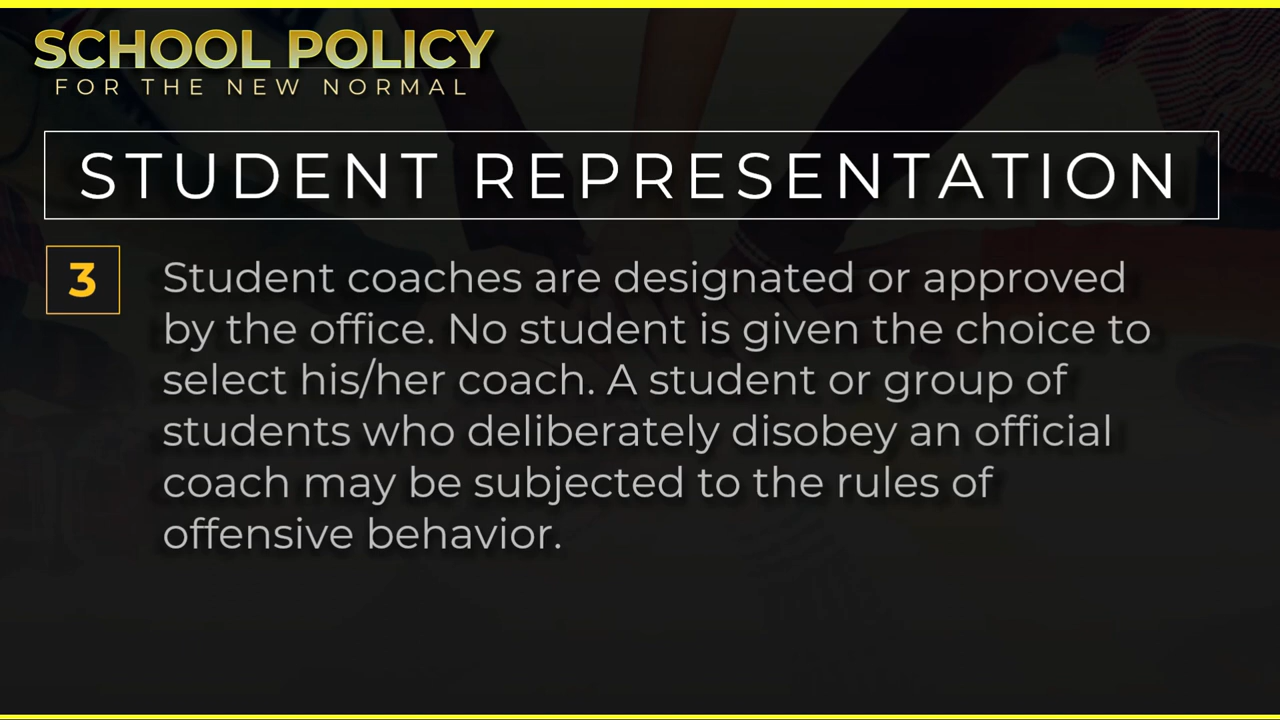 SCHOOL POLICY
FOR THE NEW NORMAL
STUDENT REPRESENTATION
3
Student coaches are designated or approved
by the office. No student is given the choice to
select his/her coach. A student or group of
students who deliberately disobey an official
coach may be subjected to the rules of
offensive behavior.